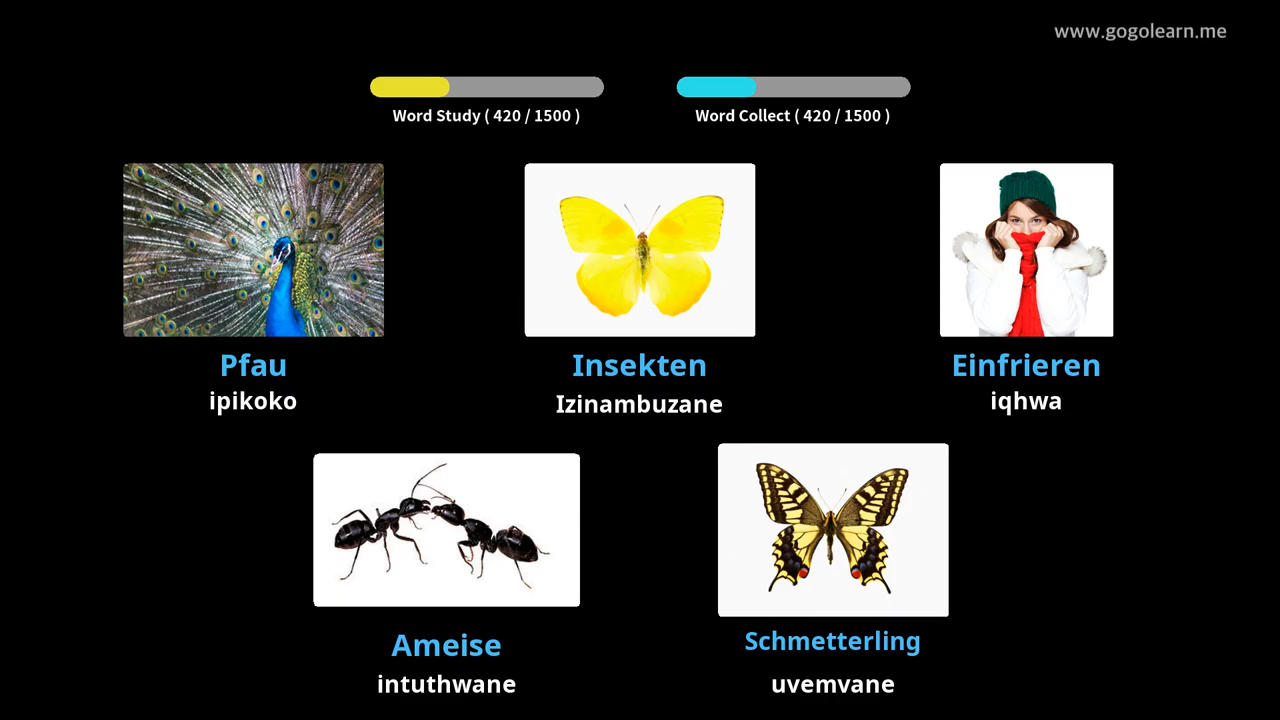 www.gogolearn.me
Word Study ( 420 / 1500 )
Word Collect ( 420 / 1500 )
Pfau
ipikoko
Insekten
Izinambuzane
Einfrieren
iqhwa
Ameise
intuthwane
Schmetterling
uvemvane